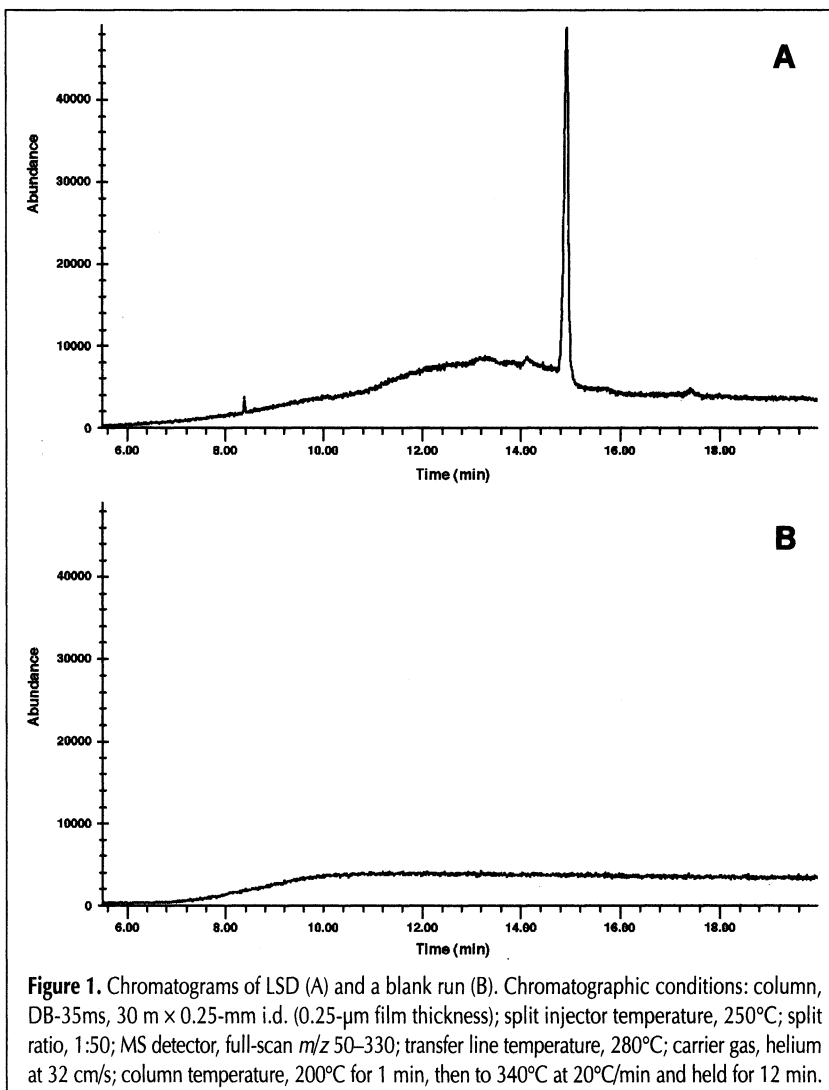 A
Abundance
40000
30000
20000
10000
0
6.00 8.00 10.00 12.00 14.00 16.00 18.00
Time (min)
B
Abundance
40000
30000
20000
10000
0
6.00 8.00 10.00 12.00 14.00 16.00 18.00
Time (min)
Figure 1. Chromatograms of LSD (A) and a blank run (B). Chromatographic conditions: column,
DB-35ms, 30 m × 0.25-mm i.d. (0.25-µm film thickness); split injector temperature, 250°C; split
ratio, 1:50; MS detector, full-scan m/z 50–330; transfer line temperature, 280°C; carrier gas, helium
at 32 cm/s; column temperature, 200°C for 1 min, then to 340°C at 20°C/min and held for 12 min.